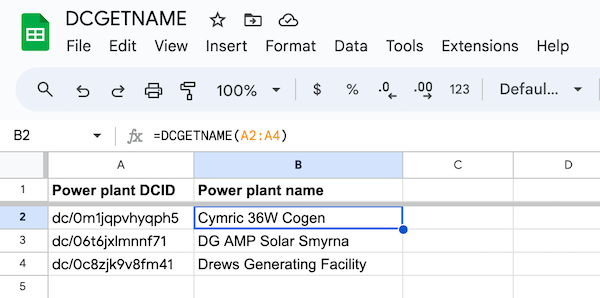 DCGETNAME
File Edit View Insert Format Data Tools Extensions Help
100% $ % .0 .00 123 Defaul...
B2 fx =DCGETNAME(A2:A4)
A B C D
1 Power plant DCID Power plant name
2 dc/0m1jqpvhyqph5 Cymric 36W Cogen
3 dc/06t6jxlmnnf71 DG AMP Solar Smyrna
4 dc/0c8zjk9v8fm41 Drews Generating Facility
5